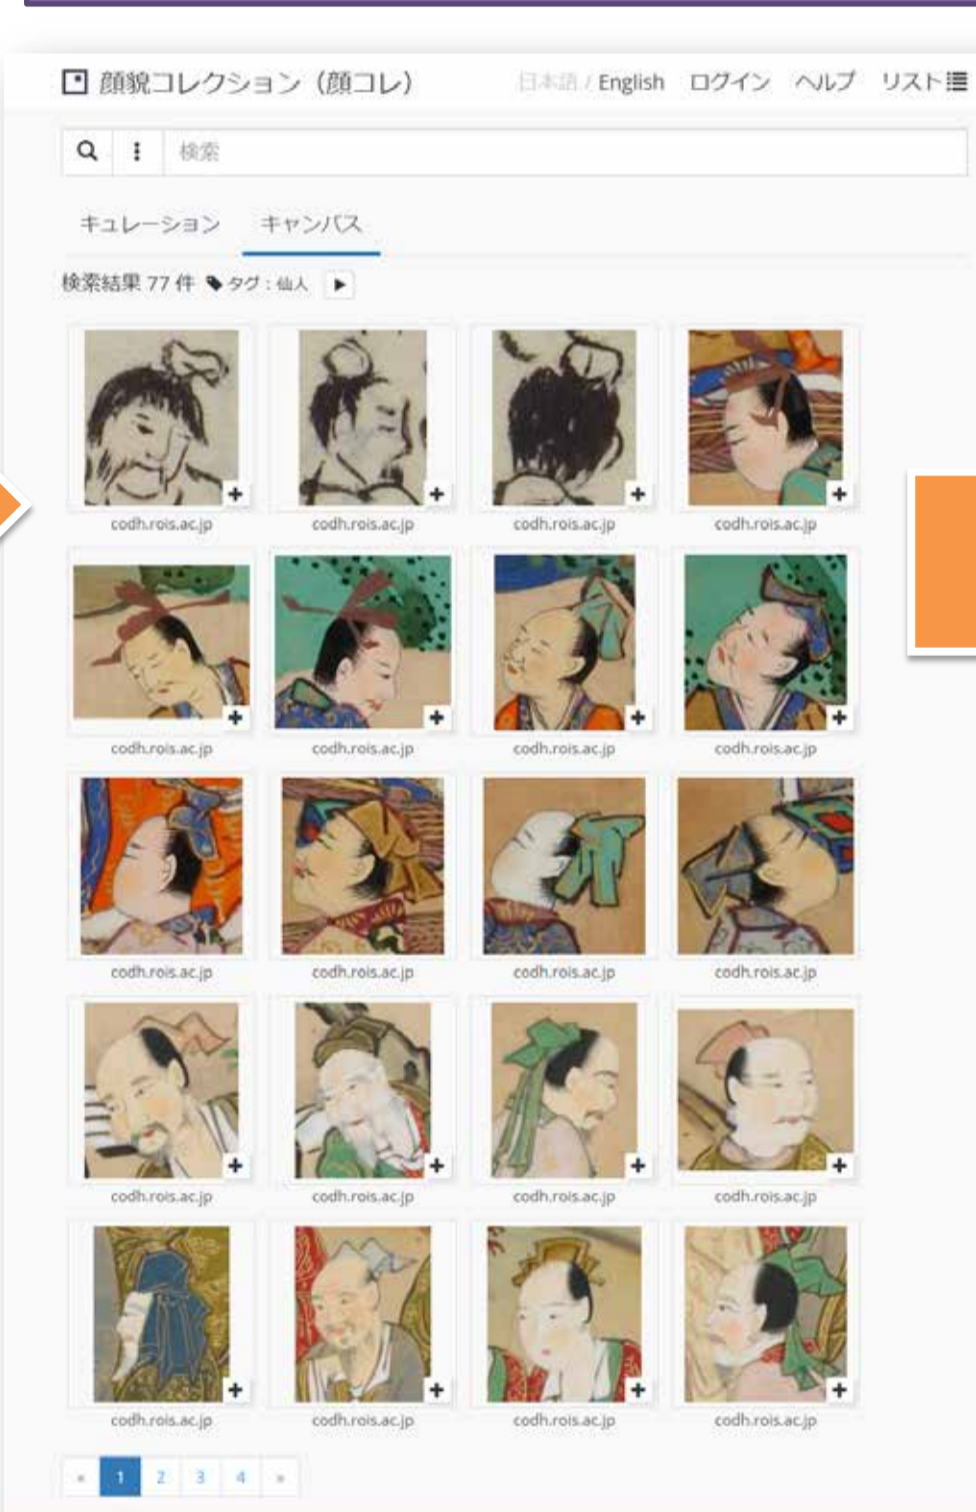 顔貌コレクション（顔コレ） 日本語 / English ログイン ヘルプ リスト
検索
キュレーション キャンバス
検索結果 77 件 タグ : 仙人
codh.rois.ac.jp codh.rois.ac.jp codh.rois.ac.jp codh.rois.ac.jp
codh.rois.ac.jp codh.rois.ac.jp codh.rois.ac.jp codh.rois.ac.jp
codh.rois.ac.jp codh.rois.ac.jp codh.rois.ac.jp codh.rois.ac.jp
codh.rois.ac.jp codh.rois.ac.jp codh.rois.ac.jp codh.rois.ac.jp
codh.rois.ac.jp codh.rois.ac.jp codh.rois.ac.jp codh.rois.ac.jp
« 1 2 3 4 »